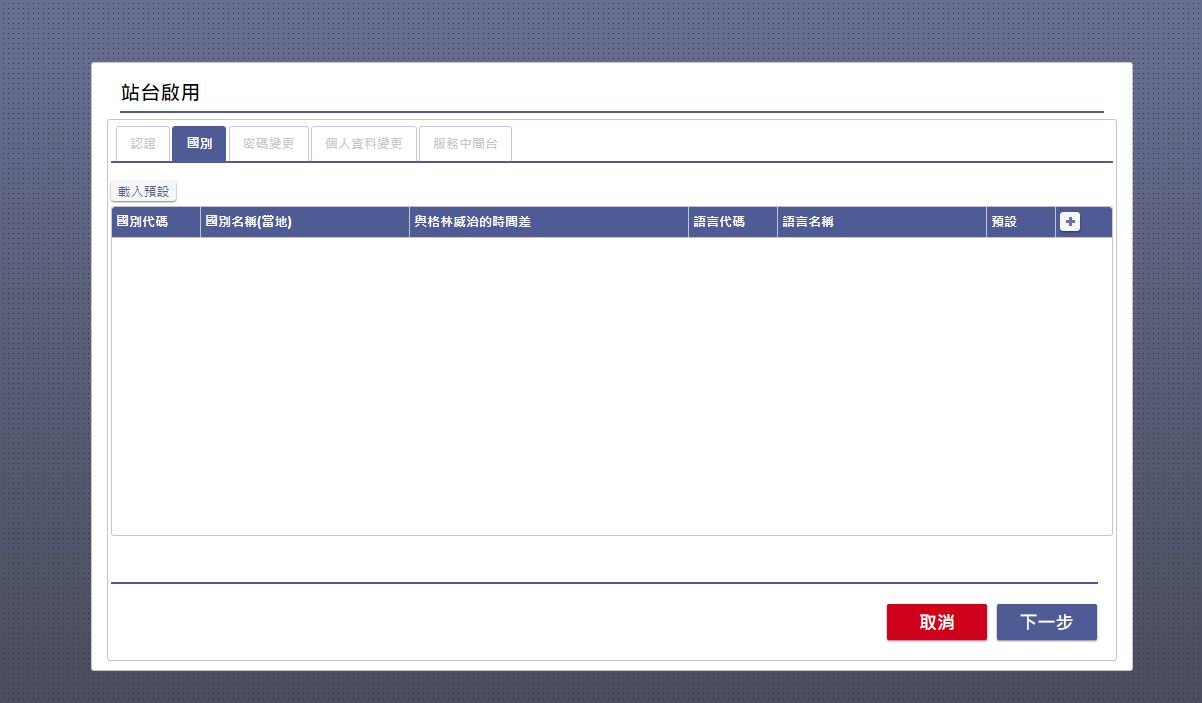 站台啟用
認證 國別 密碼變更 個人資料變更 服務中間台
載入預設
國別代碼 國別名稱(當地) 與格林威治的時間差 語言代碼 語言名稱 預設
取消 下一步